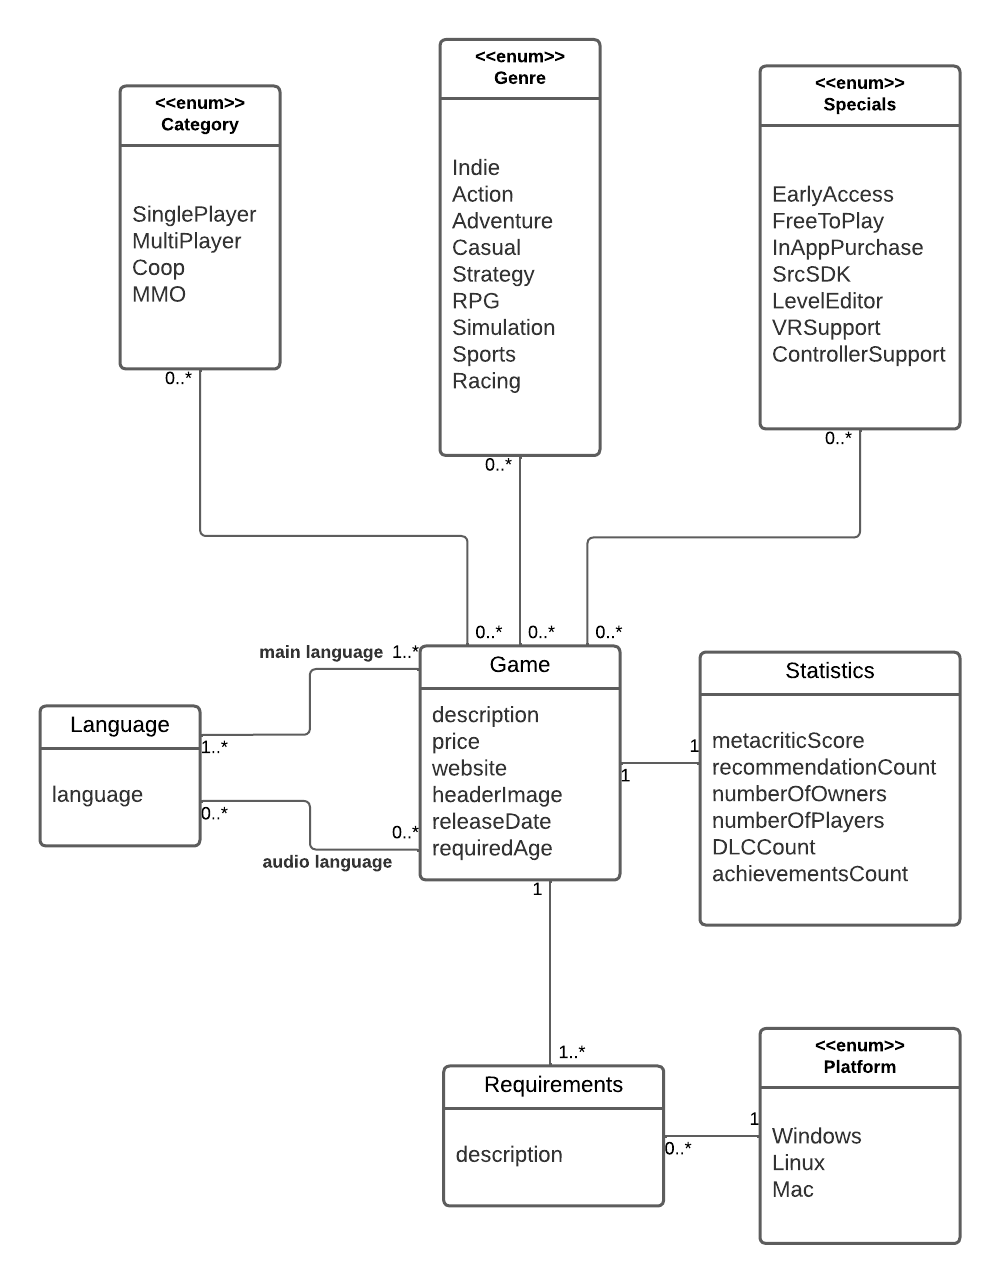 <<enum>>
Category
SinglePlayer
MultiPlayer
Coop
MMO
0..*
<<enum>>
Genre
Indie
Action
Adventure
Casual
Strategy
RPG
Simulation
Sports
Racing
0..*
<<enum>>
Specials
EarlyAccess
FreeToPlay
InAppPurchase
SrcSDK
LevelEditor
VRSupport
ControllerSupport
0..*
0..*
0..*
0..*
main language 1..*
Language
language
1..*
0..*
0..*
audio language
Game
description
price
website
headerImage
releaseDate
requiredAge
1
1
1
Statistics
metacriticScore
recommendationCount
numberOfOwners
numberOfPlayers
DLCCount
achievementsCount
1..*
Requirements
description
0..*
1
<<enum>>
Platform
Windows
Linux
Mac